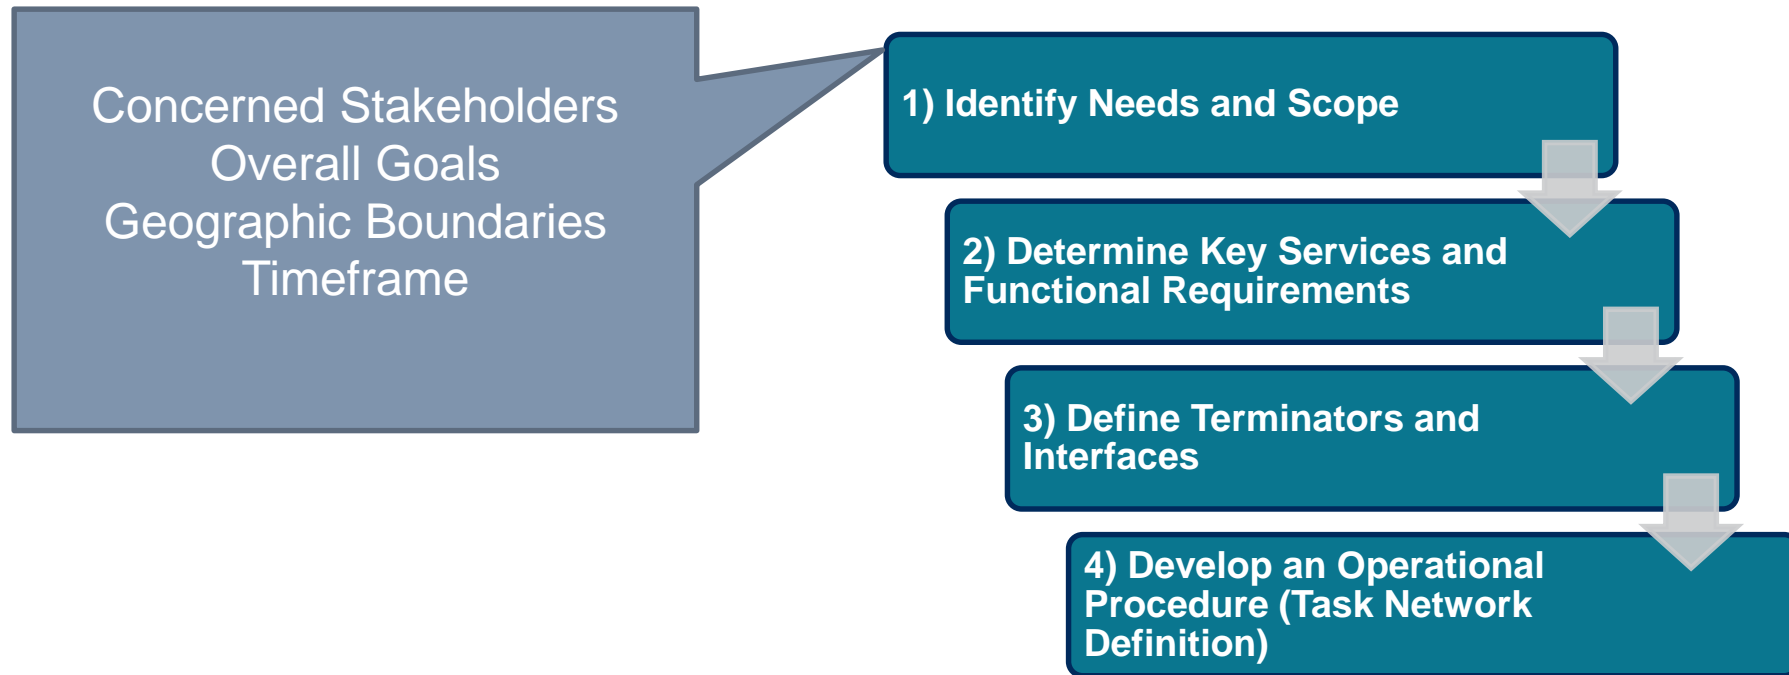 Concerned Stakeholders
Overall Goals
Geographic Boundaries
Timeframe
1) Identify Needs and Scope
2) Determine Key Services and
Functional Requirements
3) Define Terminators and
Interfaces
4) Develop an Operational
Procedure (Task Network
Definition)